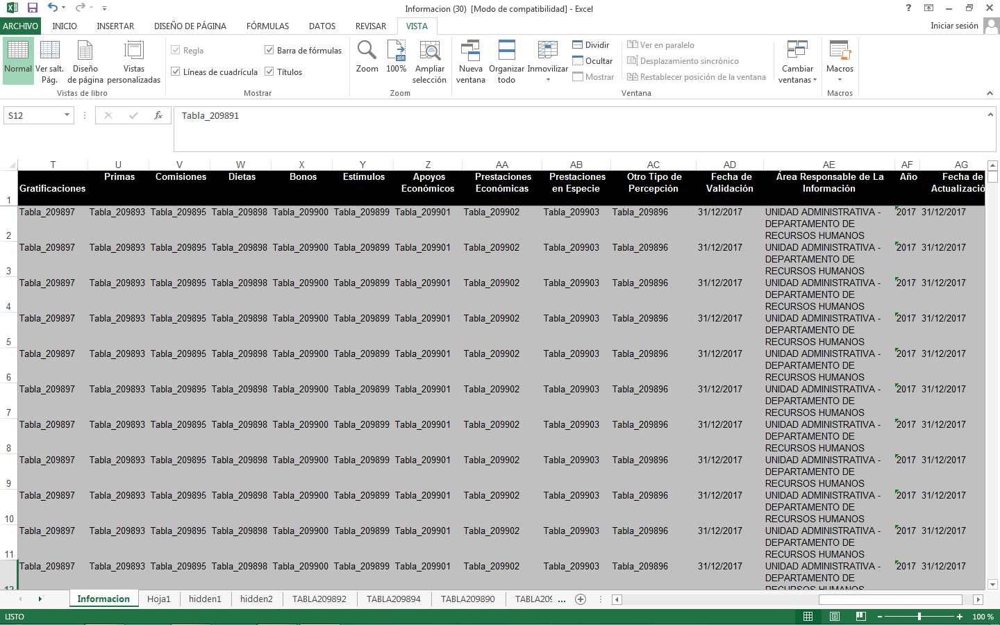 Informacion (30)  [Modo de compatibilidad] - Excel
ARCHIVO INICIO INSERTAR DISEÑO DE PÁGINA FÓRMULAS DATOS REVISAR VISTA Iniciar sesión
Normal Ver salt. Pág. Diseño de página Vistas personalizadas
Vistas de libro
Regla Barra de fórmulas
Líneas de cuadrícula Títulos
Mostrar
Zoom 100% Ampliar selección
Zoom
Nueva ventana Organizar todo Inmovilizar
Dividir Ver en paralelo
Ocultar Desplazamiento sincrónico
Mostrar Restablecer posición de la ventana
Cambiar ventanas
Ventana
Macros
Macros
S12 fx Tabla_209891
T U V W X Y Z AA AB AC AD AE AF AG
1 Gratificaciones Primas Comisiones Dietas Bonos Estímulos Apoyos Económicos Prestaciones Económicas Prestaciones en Especie Otro Tipo de Percepción Fecha de Validación Área Responsable de La Información Año Fecha de Actualizació
2 Tabla_209897 Tabla_209893 Tabla_209895 Tabla_209898 Tabla_209900 Tabla_209899 Tabla_209901 Tabla_209902 Tabla_209903 Tabla_209896 31/12/2017 UNIDAD ADMINISTRATIVA - DEPARTAMENTO DE RECURSOS HUMANOS 2017 31/12/2017
3 Tabla_209897 Tabla_209893 Tabla_209895 Tabla_209898 Tabla_209900 Tabla_209899 Tabla_209901 Tabla_209902 Tabla_209903 Tabla_209896 31/12/2017 UNIDAD ADMINISTRATIVA - DEPARTAMENTO DE RECURSOS HUMANOS 2017 31/12/2017
4 Tabla_209897 Tabla_209893 Tabla_209895 Tabla_209898 Tabla_209900 Tabla_209899 Tabla_209901 Tabla_209902 Tabla_209903 Tabla_209896 31/12/2017 UNIDAD ADMINISTRATIVA - DEPARTAMENTO DE RECURSOS HUMANOS 2017 31/12/2017
5 Tabla_209897 Tabla_209893 Tabla_209895 Tabla_209898 Tabla_209900 Tabla_209899 Tabla_209901 Tabla_209902 Tabla_209903 Tabla_209896 31/12/2017 UNIDAD ADMINISTRATIVA - DEPARTAMENTO DE RECURSOS HUMANOS 2017 31/12/2017
6 Tabla_209897 Tabla_209893 Tabla_209895 Tabla_209898 Tabla_209900 Tabla_209899 Tabla_209901 Tabla_209902 Tabla_209903 Tabla_209896 31/12/2017 UNIDAD ADMINISTRATIVA - DEPARTAMENTO DE RECURSOS HUMANOS 2017 31/12/2017
7 Tabla_209897 Tabla_209893 Tabla_209895 Tabla_209898 Tabla_209900 Tabla_209899 Tabla_209901 Tabla_209902 Tabla_209903 Tabla_209896 31/12/2017 UNIDAD ADMINISTRATIVA - DEPARTAMENTO DE RECURSOS HUMANOS 2017 31/12/2017
8 Tabla_209897 Tabla_209893 Tabla_209895 Tabla_209898 Tabla_209900 Tabla_209899 Tabla_209901 Tabla_209902 Tabla_209903 Tabla_209896 31/12/2017 UNIDAD ADMINISTRATIVA - DEPARTAMENTO DE RECURSOS HUMANOS 2017 31/12/2017
9 Tabla_209897 Tabla_209893 Tabla_209895 Tabla_209898 Tabla_209900 Tabla_209899 Tabla_209901 Tabla_209902 Tabla_209903 Tabla_209896 31/12/2017 UNIDAD ADMINISTRATIVA - DEPARTAMENTO DE RECURSOS HUMANOS 2017 31/12/2017
10 Tabla_209897 Tabla_209893 Tabla_209895 Tabla_209898 Tabla_209900 Tabla_209899 Tabla_209901 Tabla_209902 Tabla_209903 Tabla_209896 31/12/2017 UNIDAD ADMINISTRATIVA - DEPARTAMENTO DE RECURSOS HUMANOS 2017 31/12/2017
11 Tabla_209897 Tabla_209893 Tabla_209895 Tabla_209898 Tabla_209900 Tabla_209899 Tabla_209901 Tabla_209902 Tabla_209903 Tabla_209896 31/12/2017 UNIDAD ADMINISTRATIVA - DEPARTAMENTO DE RECURSOS HUMANOS 2017 31/12/2017
12 Tabla_209897 Tabla_209893 Tabla_209895 Tabla_209898 Tabla_209900 Tabla_209899 Tabla_209901 Tabla_209902 Tabla_209903 Tabla_209896 31/12/2017 UNIDAD ADMINISTRATIVA - DEPARTAMENTO DE RECURSOS HUMANOS 2017 31/12/2017
Informacion Hoja1 hidden1 hidden2 TABLA209892 TABLA209894 TABLA209890 TABLA209 ...
LISTO 100 %